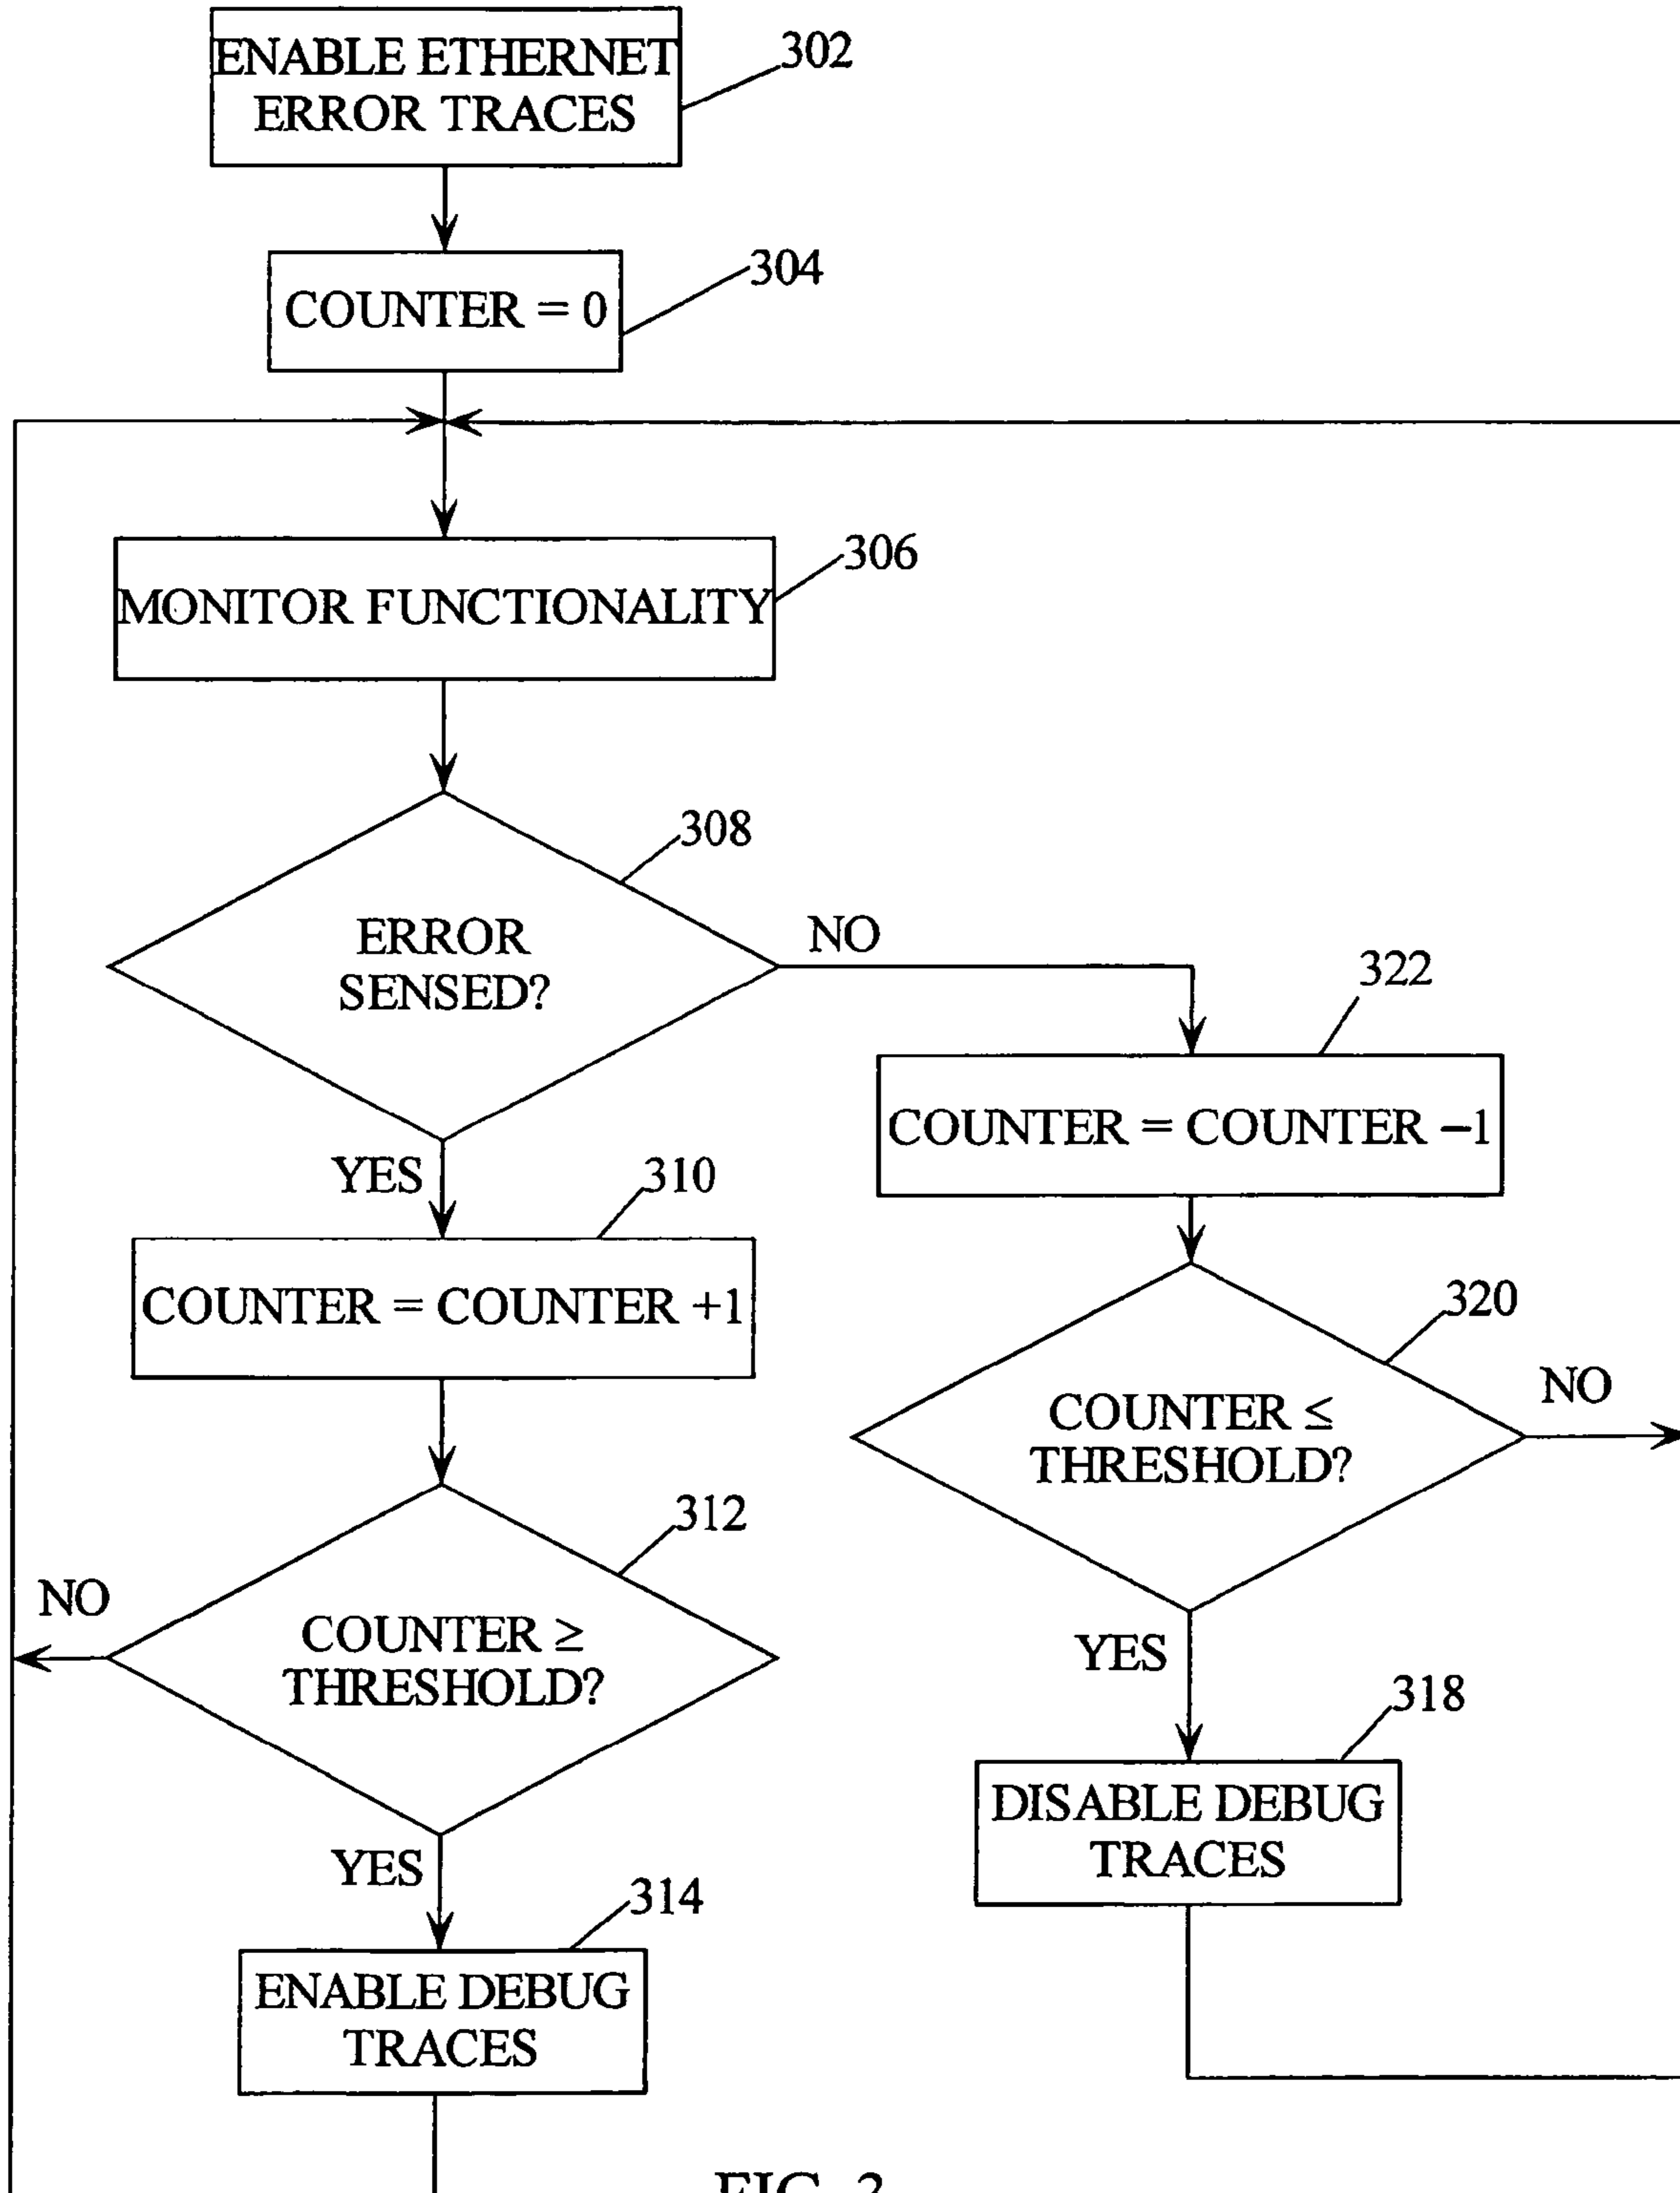 ENABLE ETHERNET
ERROR TRACES
302
COUNTER = 0
304
MONITOR FUNCTIONALITY
306
ERROR
SENSED?
308
NO
YES
322
COUNTER = COUNTER –1
310
COUNTER = COUNTER +1
320
COUNTER ≤
THRESHOLD?
NO
312
COUNTER ≥
THRESHOLD?
NO
YES
YES
318
DISABLE DEBUG
TRACES
314
ENABLE DEBUG
TRACES
FIG.